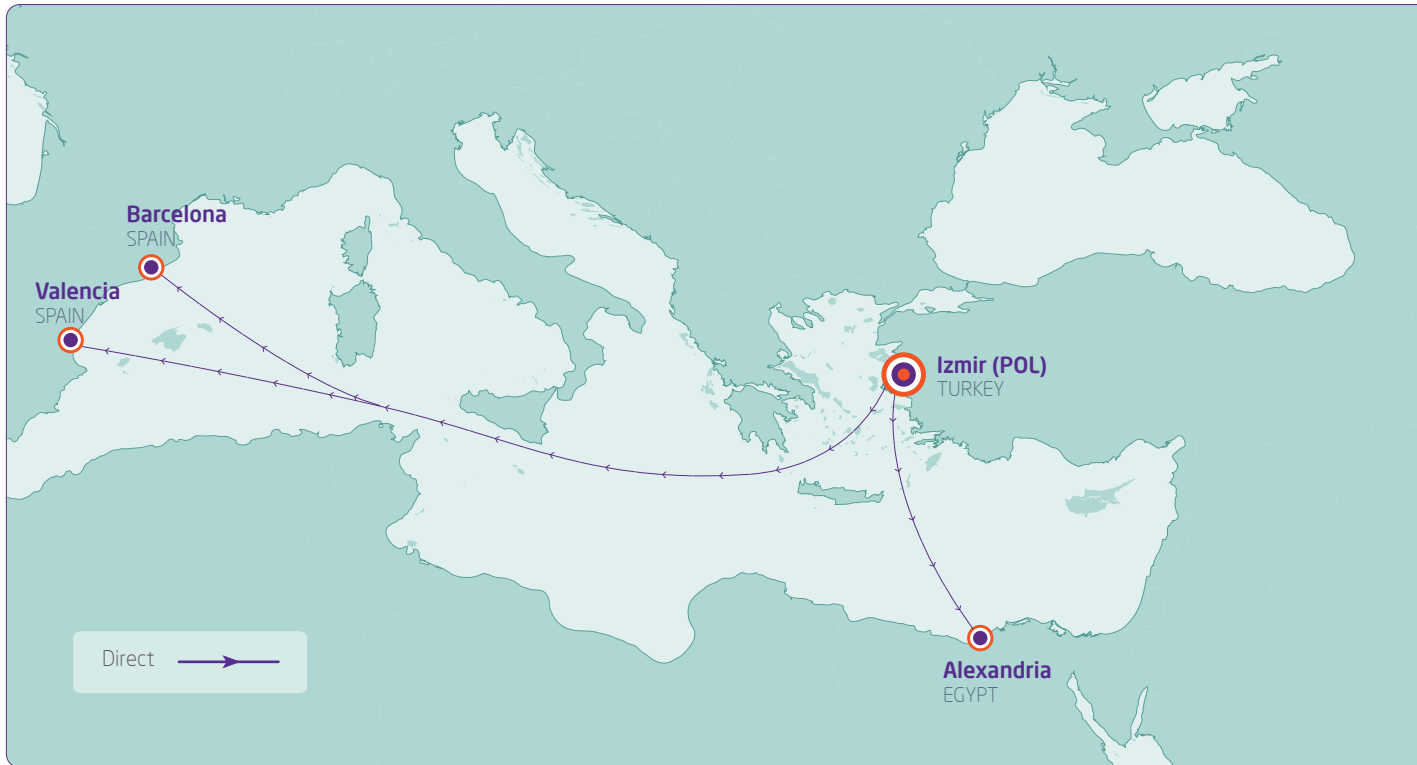 Barcelona
SPAIN
Valencia
SPAIN
Izmir (POL)
TURKEY
Alexandria
EGYPT
Direct